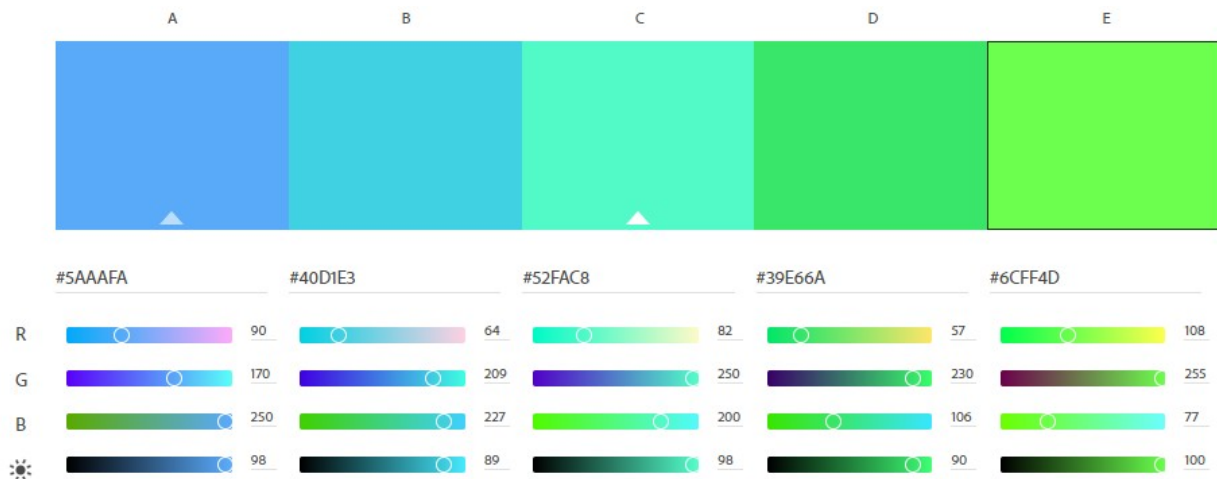 A B C D E
#5AAAFA #40D1E3 #52FAC8 #39E66A #6CFF4D
R 90 64 82 57 108
G 170 209 250 230 255
B 250 227 200 106 77
98 89 98 90 100